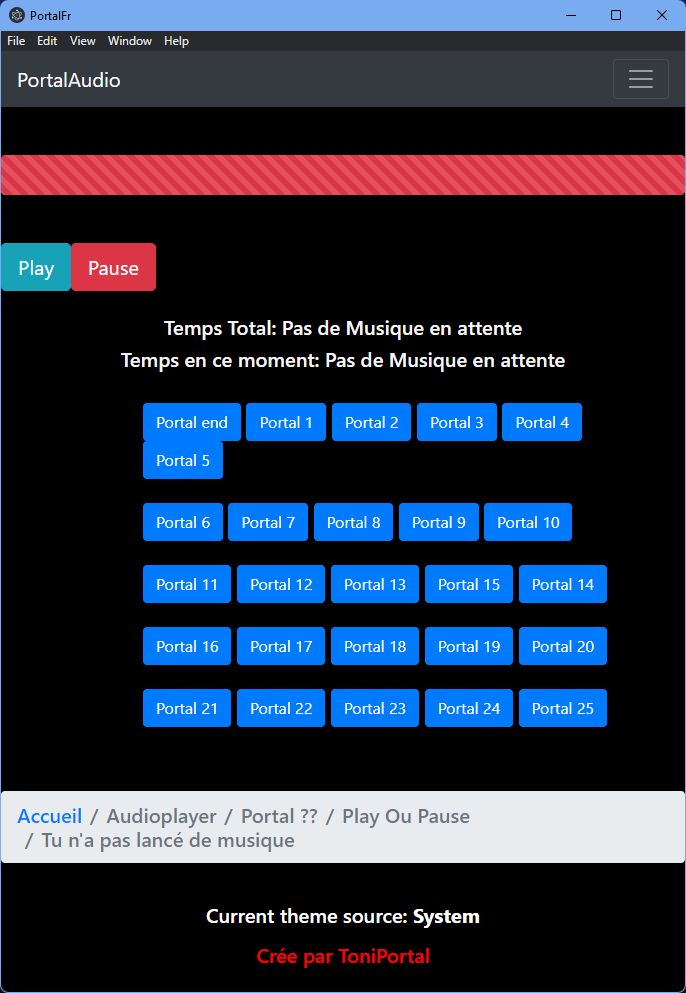 PortalFr
File Edit View Window Help
PortalAudio
Play Pause
Temps Total: Pas de Musique en attente
Temps en ce moment: Pas de Musique en attente
Portal end Portal 1 Portal 2 Portal 3 Portal 4
Portal 5
Portal 6 Portal 7 Portal 8 Portal 9 Portal 10
Portal 11 Portal 12 Portal 13 Portal 15 Portal 14
Portal 16 Portal 17 Portal 18 Portal 19 Portal 20
Portal 21 Portal 22 Portal 23 Portal 24 Portal 25
Accueil / Audioplayer / Portal ?? / Play Ou Pause
/ Tu n'a pas lancé de musique
Current theme source: System
Crée par ToniPortal